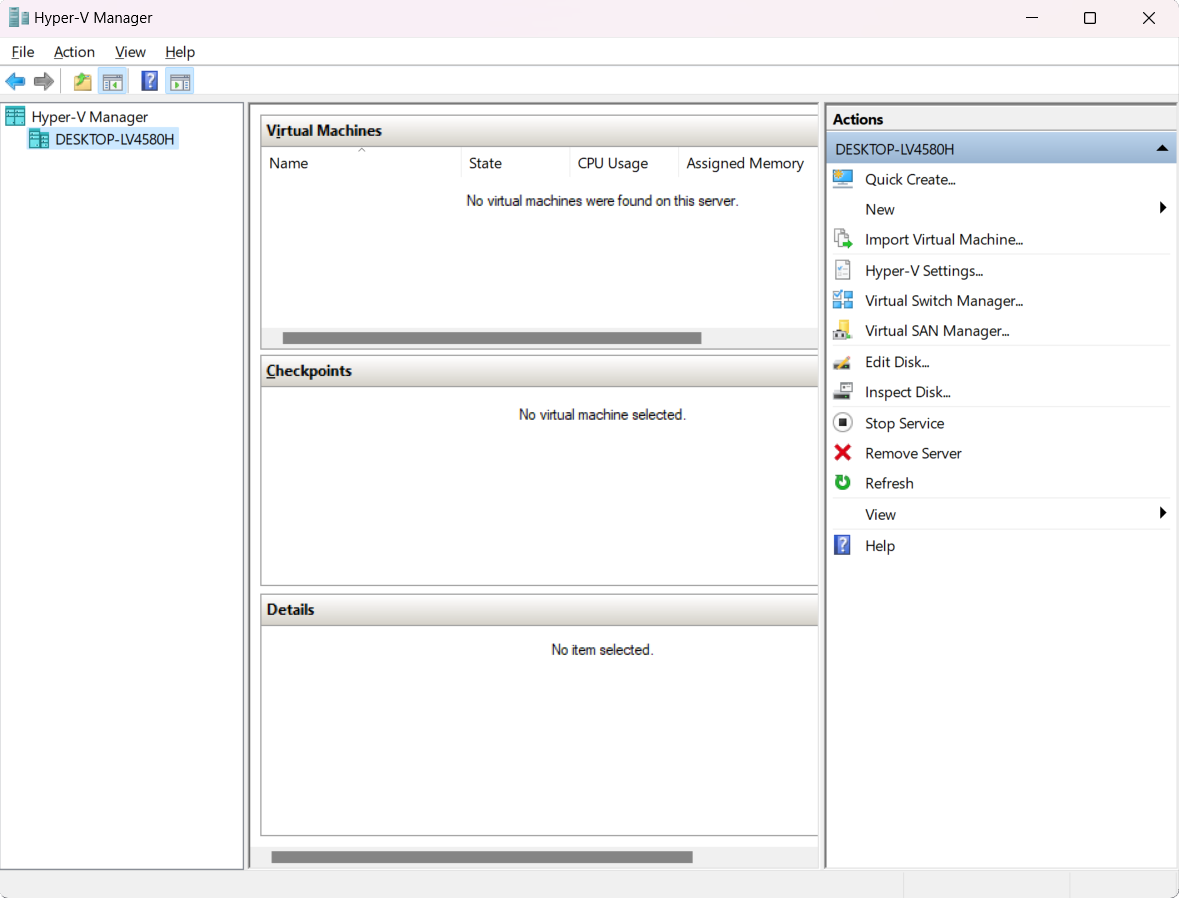 Hyper-V Manager
File Action View Help
Hyper-V Manager
DESKTOP-LV4580H
Virtual Machines
Name State CPU Usage Assigned Memory
No virtual machines were found on this server.
Checkpoints
No virtual machine selected.
Details
No item selected.
Actions
DESKTOP-LV4580H
Quick Create...
New
Import Virtual Machine...
Hyper-V Settings...
Virtual Switch Manager...
Virtual SAN Manager...
Edit Disk...
Inspect Disk...
Stop Service
Remove Server
Refresh
View
Help